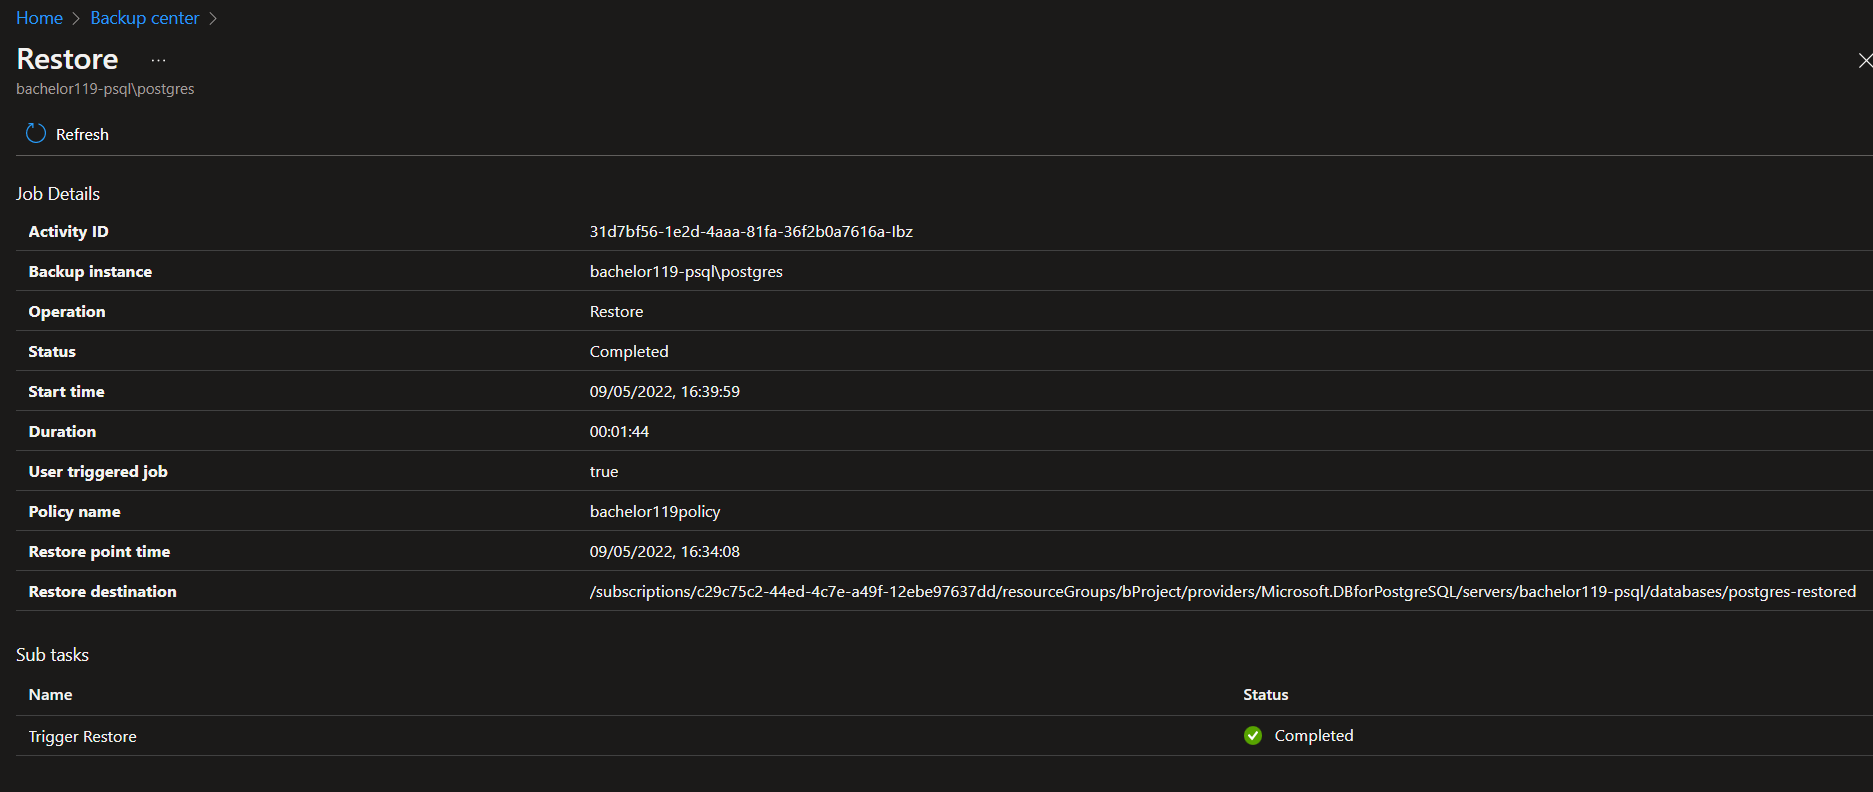 Home > Backup center >
Restore ...
bachelor119-psql\postgres
Refresh
Job Details
Activity ID 31d7bf56-1e2d-4aaa-81fa-36f2b0a7616a-Ibz
Backup instance bachelor119-psql\postgres
Operation Restore
Status Completed
Start time 09/05/2022, 16:39:59
Duration 00:01:44
User triggered job true
Policy name bachelor119policy
Restore point time 09/05/2022, 16:34:08
Restore destination /subscriptions/c29c75c2-44ed-4c7e-a49f-12ebe97637dd/resourceGroups/bProject/providers/Microsoft.DBforPostgreSQL/servers/bachelor119-psql/databases/postgres-restored
Sub tasks
Name Status
Trigger Restore Completed